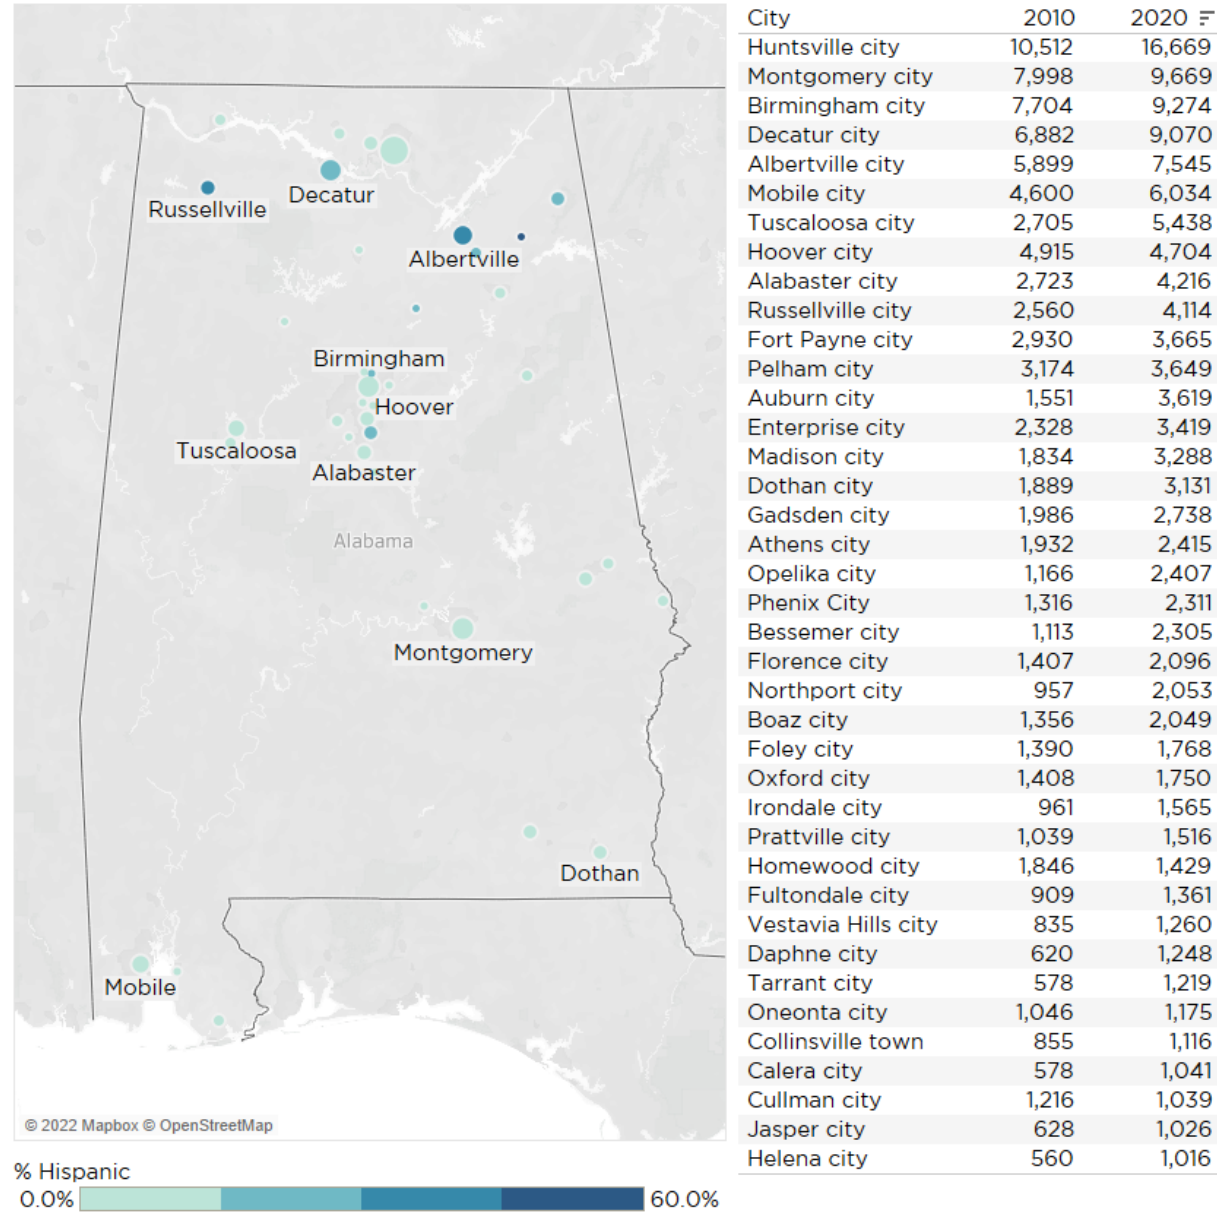 Russellville
Decatur
Albertville
Birmingham
Hoover
Tuscaloosa
Alabaster
Alabama
Montgomery
Dothan
Mobile
© 2022 Mapbox © OpenStreetMap
% Hispanic
0.0% 60.0%
City 2010 2020
Huntsville city 10,512 16,669
Montgomery city 7,998 9,669
Birmingham city 7,704 9,274
Decatur city 6,882 9,070
Albertville city 5,899 7,545
Mobile city 4,600 6,034
Tuscaloosa city 2,705 5,438
Hoover city 4,915 4,704
Alabaster city 2,723 4,216
Russellville city 2,560 4,114
Fort Payne city 2,930 3,665
Pelham city 3,174 3,649
Auburn city 1,551 3,619
Enterprise city 2,328 3,419
Madison city 1,834 3,288
Dothan city 1,889 3,131
Gadsden city 1,986 2,738
Athens city 1,932 2,415
Opelika city 1,166 2,407
Phenix City 1,316 2,311
Bessemer city 1,113 2,305
Florence city 1,407 2,096
Northport city 957 2,053
Boaz city 1,356 2,049
Foley city 1,390 1,768
Oxford city 1,408 1,750
Irondale city 961 1,565
Prattville city 1,039 1,516
Homewood city 1,846 1,429
Fultondale city 909 1,361
Vestavia Hills city 835 1,260
Daphne city 620 1,248
Tarrant city 578 1,219
Oneonta city 1,046 1,175
Collinsville town 855 1,116
Calera city 578 1,041
Cullman city 1,216 1,039
Jasper city 628 1,026
Helena city 560 1,016